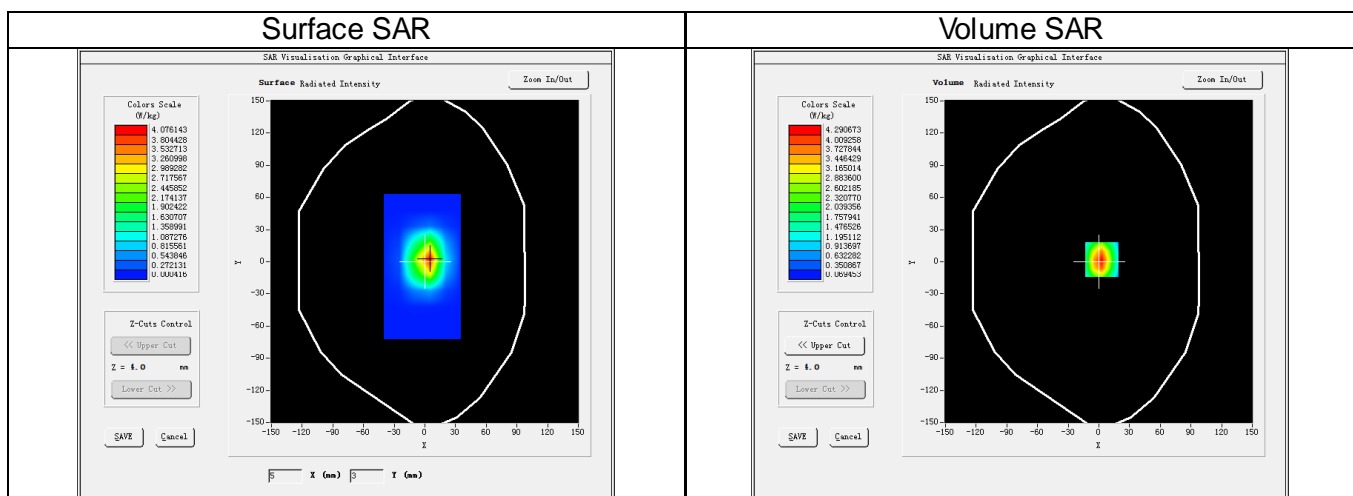 Surface SAR
SAR Visualisation Graphical Interface
Surface Radiated Intensity
Zoom In/Out
Colors Scale
(W/kg)
4.076143
3.804428
3.532713
3.260998
2.989282
2.717567
2.445852
2.174137
1.902422
1.630707
1.358991
1.087276
0.815561
0.543846
0.272131
0.000416
150
120
90
60
30
0
-30
-60
-90
-120
-150
Y
-150 -120 -90 -60 -30 0 30 60 90 120 150
X
Z-Cuts Control
<< Upper Cut
Z = 4.0 mm
Lower Cut >>
SAVE Cancel
5 X (mm) 3 Y (mm)
Volume SAR
SAR Visualisation Graphical Interface
Volume Radiated Intensity
Zoom In/Out
Colors Scale
(W/kg)
4.290673
4.009258
3.727844
3.446429
3.165014
2.883600
2.602185
2.320770
2.039356
1.757941
1.476526
1.195112
0.913697
0.632282
0.350867
0.069453
150
120
90
60
30
0
-30
-60
-90
-120
-150
Y
-150 -120 -90 -60 -30 0 30 60 90 120 150
X
Z-Cuts Control
<< Upper Cut
Z = 4.0 mm
Lower Cut >>
SAVE Cancel